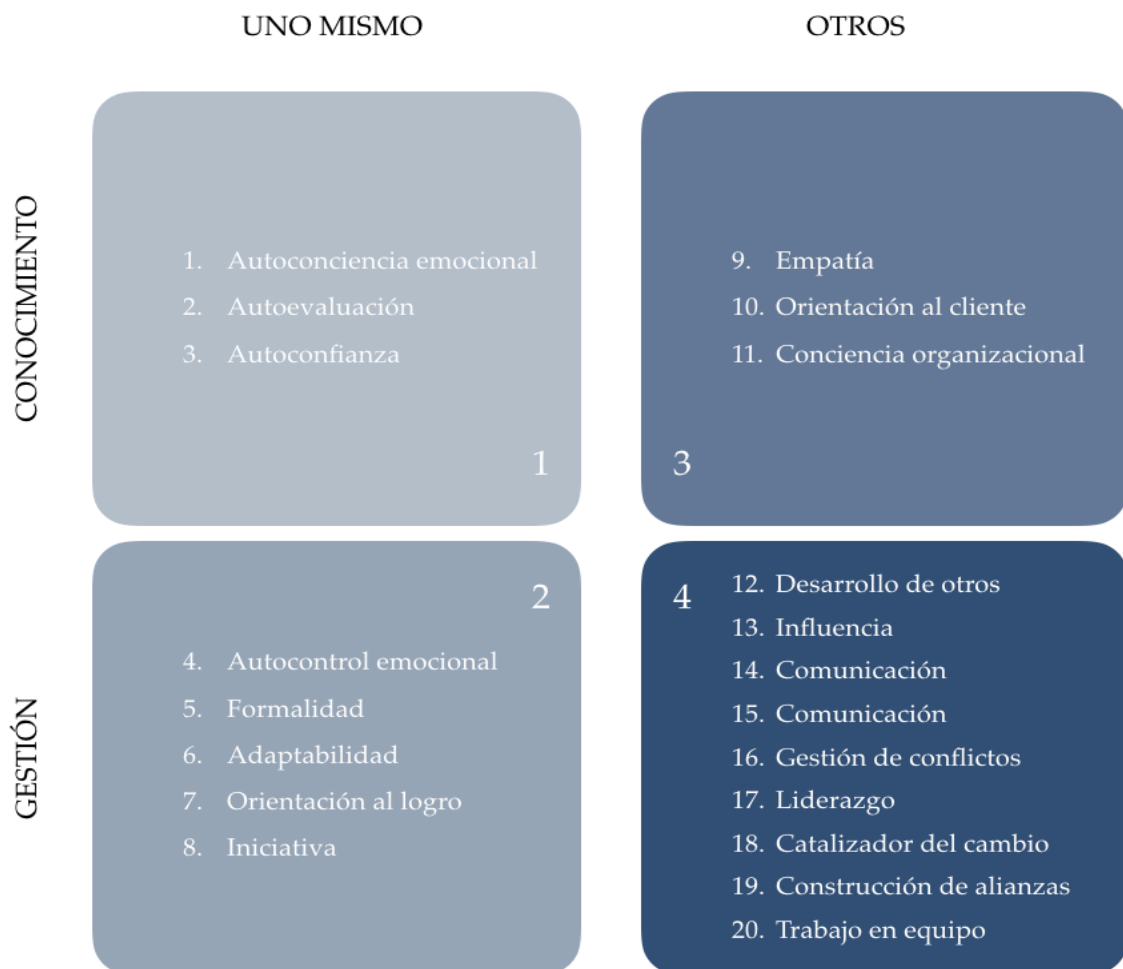 UNO MISMO
OTROS
CONOCIMIENTO
1. Autoconciencia emocional
2. Autoevaluación
3. Autoconfianza
1
9. Empatía
10. Orientación al cliente
11. Conciencia organizacional
3
GESTIÓN
2
4. Autocontrol emocional
5. Formalidad
6. Adaptabilidad
7. Orientación al logro
8. Iniciativa
4
12. Desarrollo de otros
13. Influencia
14. Comunicación
15. Comunicación
16. Gestión de conflictos
17. Liderazgo
18. Catalizador del cambio
19. Construcción de alianzas
20. Trabajo en equipo